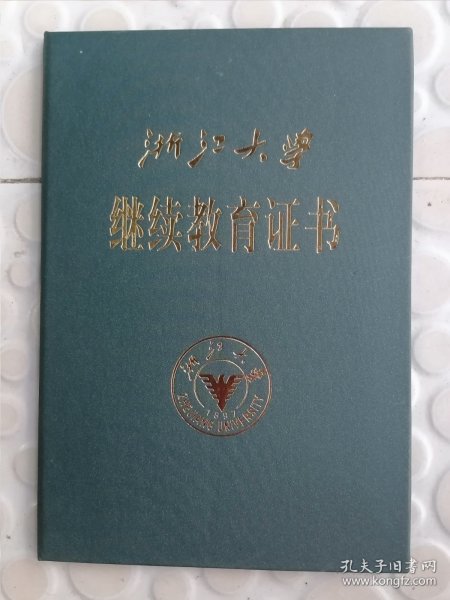 浙江大学
继续教育证书
浙江大学
1897
ZHEJIANG UNIVERSITY
孔夫子旧书网
www.kongfz.com